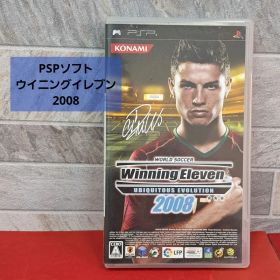 PSP
KONAMI
PSPソフト
ウイニングイレブン
2008
WORLD SOCCER
Winning Eleven
UBIQUITOUS EVOLUTION
2008
LFP
A